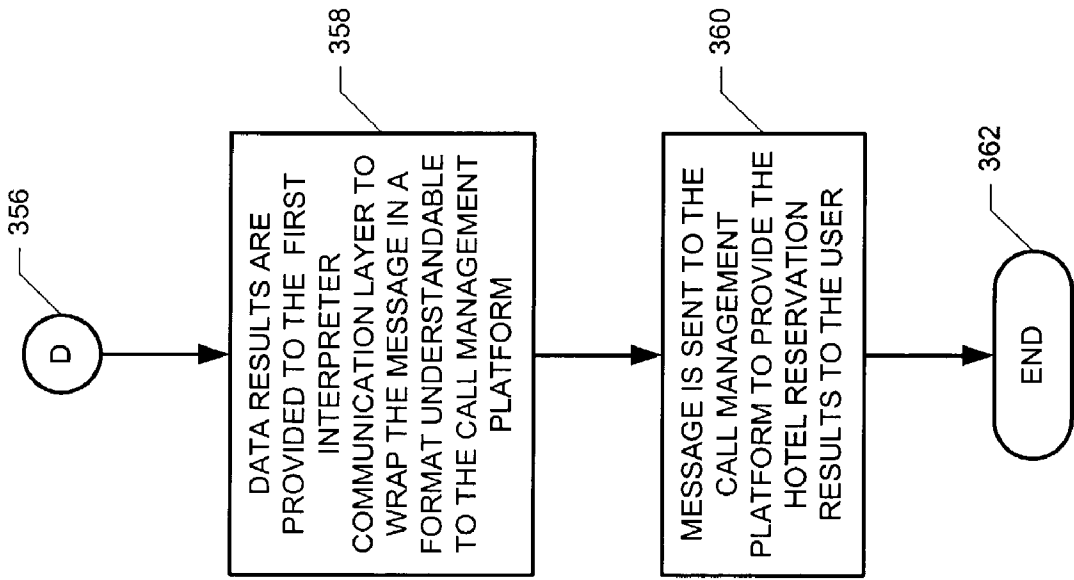 356
D
358
DATA RESULTS ARE
PROVIDED TO THE FIRST
INTERPRETER
COMMUNICATION LAYER TO
WRAP THE MESSAGE IN A
FORMAT UNDERSTANDABLE
TO THE CALL MANAGEMENT
PLATFORM
360
MESSAGE IS SENT TO THE
CALL MANAGEMENT
PLATFORM TO PROVIDE THE
HOTEL RESERVATION
RESULTS TO THE USER
362
END